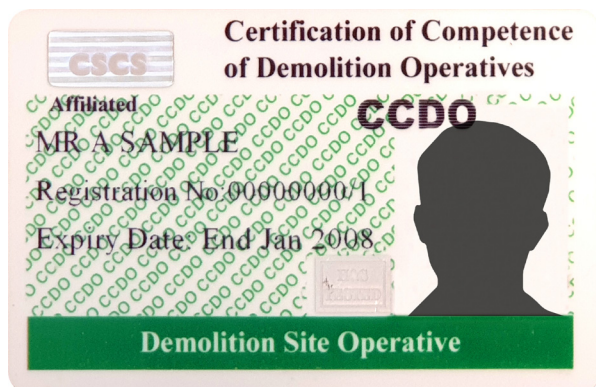 Certification of Competence
of Demolition Operatives
CSCS
Affiliated
CCDO
MR A SAMPLE
Registration No:00000000/1
Expiry Date: End Jan 2008
Demolition Site Operative